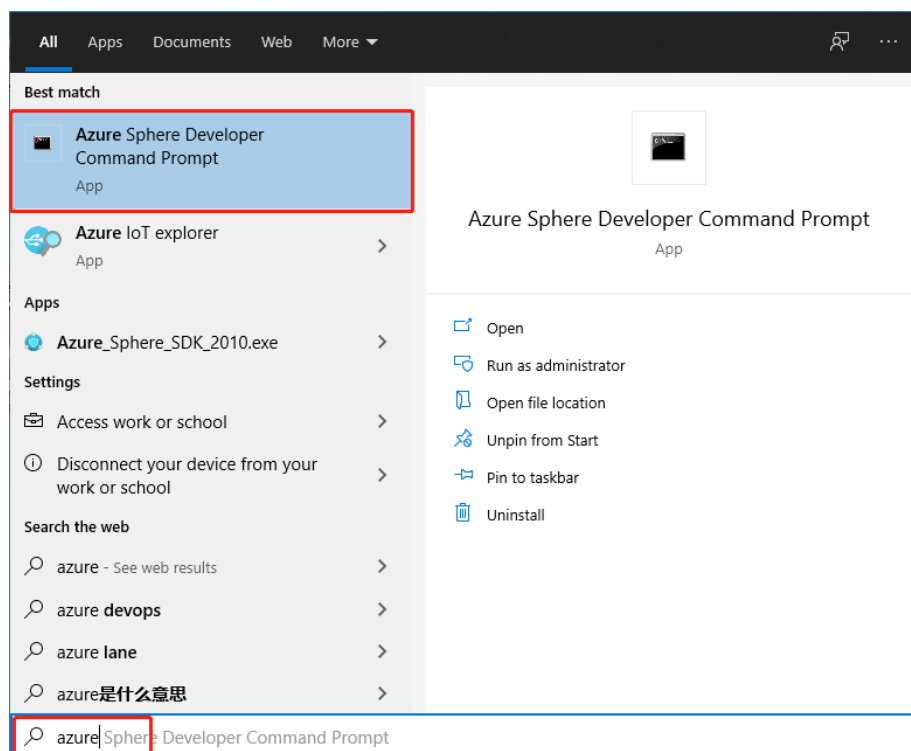 All Apps Documents Web More
Best match
Azure Sphere Developer
Command Prompt
App
Azure IoT explorer
App
Apps
Azure_Sphere_SDK_2010.exe
Settings
Access work or school
Disconnect your device from your
work or school
Search the web
azure - See web results
azure devops
azure lane
azure是什么意思
azure Sphere Developer Command Prompt
Azure Sphere Developer Command Prompt
App
Open
Run as administrator
Open file location
Unpin from Start
Pin to taskbar
Uninstall